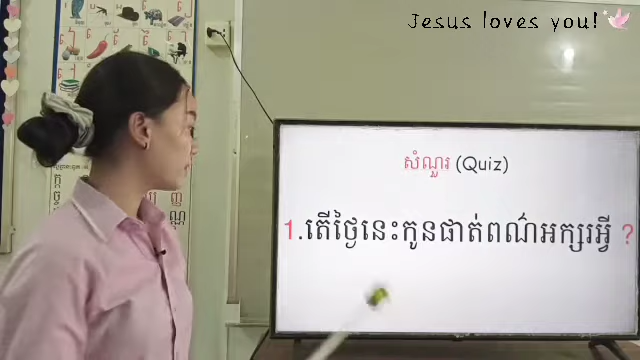 Jesus loves you!
សំណួរ (Quiz)
1.តើថ្ងៃនេះកូនផាត់ពណ៌អក្សរអ្វី ?